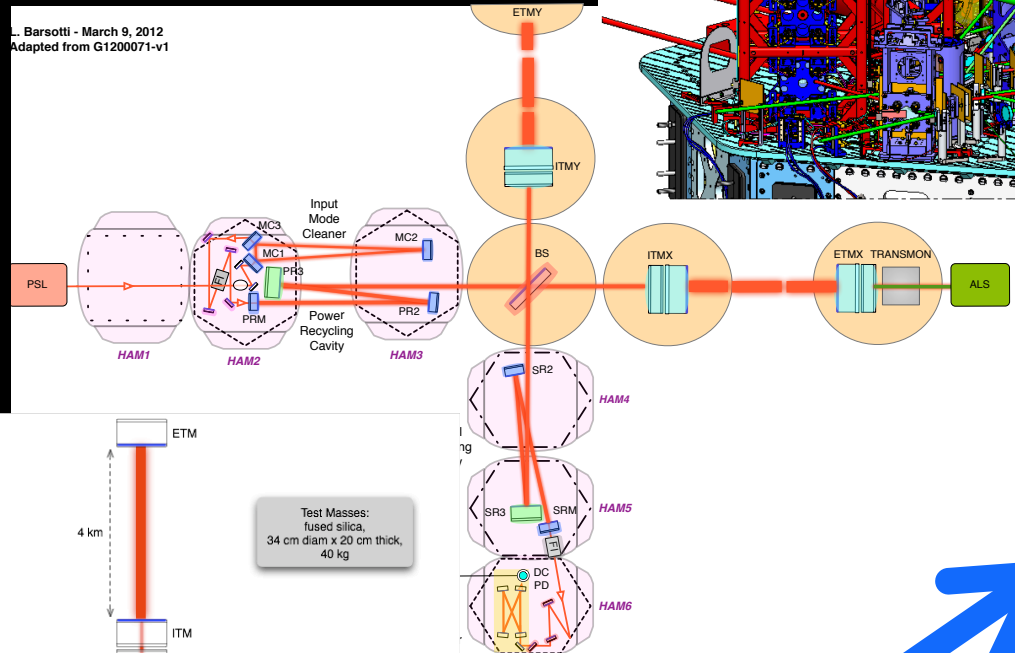 L. Barsotti - March 9, 2012
Adapted from G1200071-v1
ETMY
ITMY
Input
Mode
Cleaner
MC3
MC1
MC2
FI
PR3
PRM
PR2
Power
Recycling
Cavity
PSL
HAM1
HAM2
HAM3
BS
ITMX
ETMX
TRANSMON
ALS
SR2
HAM4
SR3
SRM
HAM5
FI
DC
PD
HAM6
ETM
4 km
ITM
Test Masses:
fused silica,
34 cm diam x 20 cm thick,
40 kg